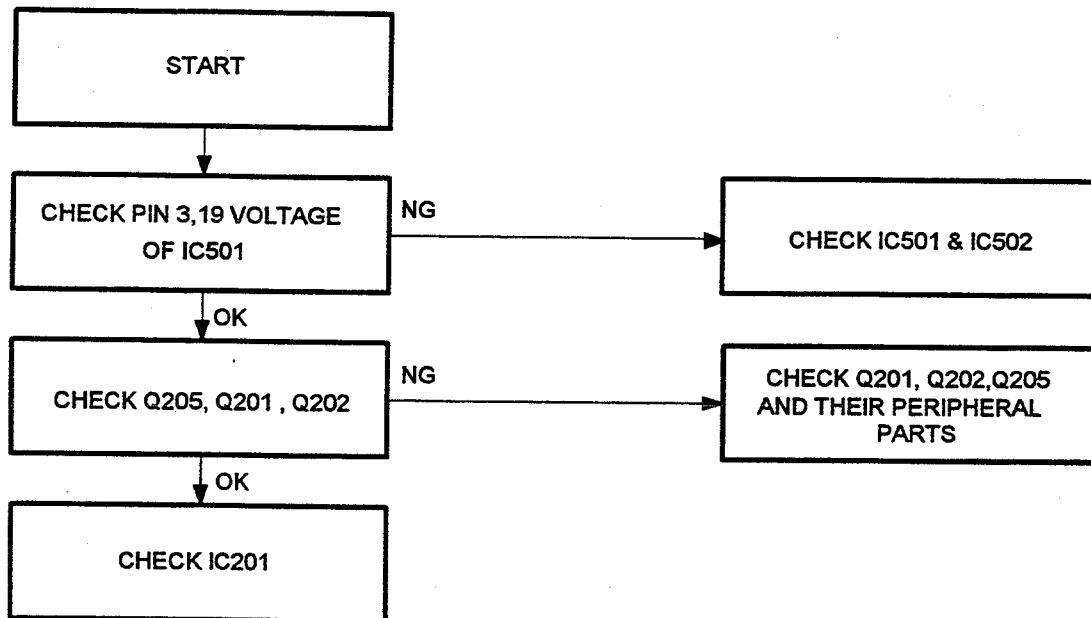 START
CHECK PIN 3,19 VOLTAGE
OF IC501
NG
CHECK IC501 & IC502
OK
CHECK Q205, Q201 , Q202
NG
CHECK Q201, Q202,Q205
AND THEIR PERIPHERAL
PARTS
OK
CHECK IC201